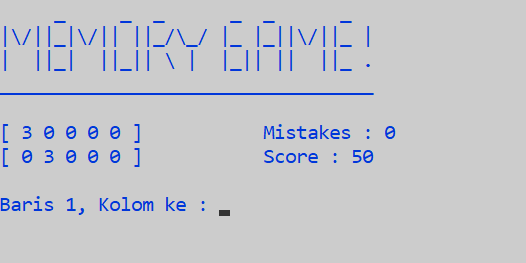 MEMORY GAME !
[ 3 0 0 0 0 ] Mistakes : 0
[ 0 3 0 0 0 ] Score : 50
Baris 1, Kolom ke :